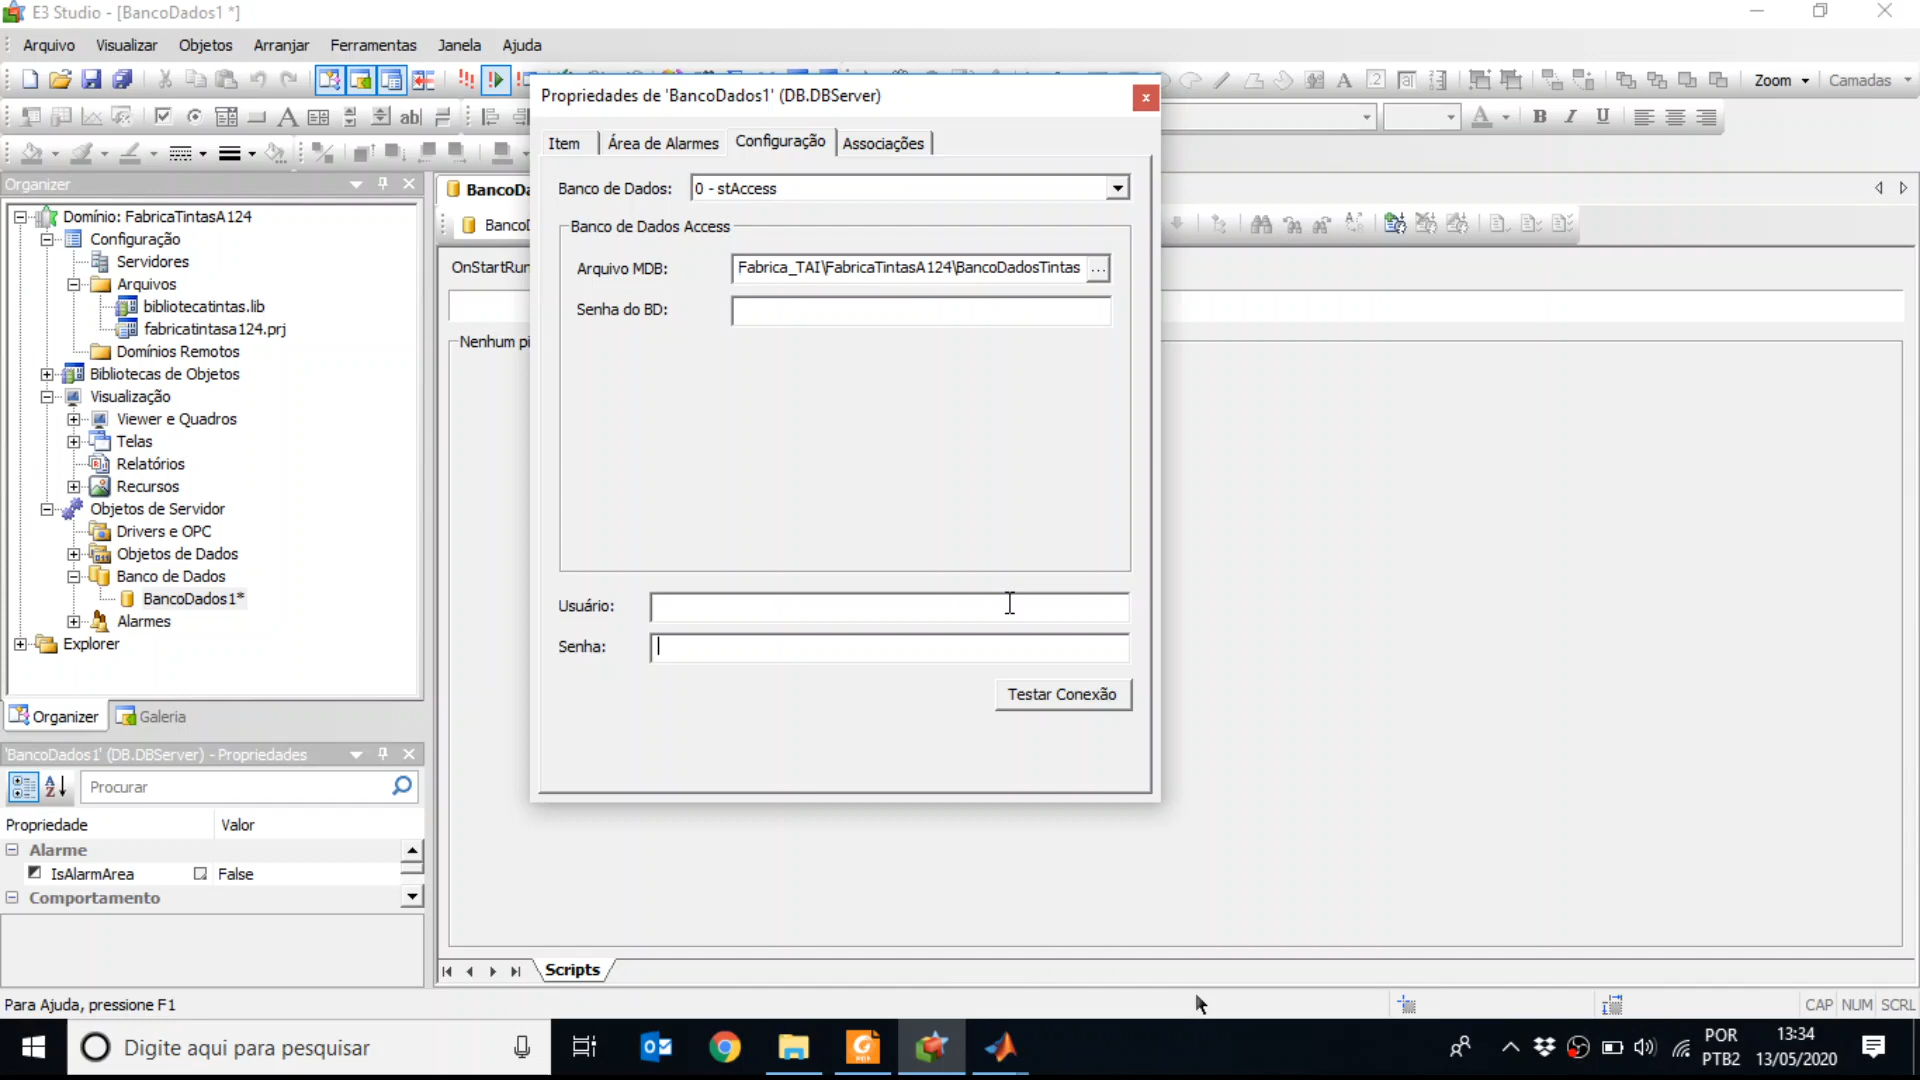 E3 Studio - [BancoDados1 *]
Arquivo Visualizar Objetos Arranjar Ferramentas Janela Ajuda
Zoom Camadas
Organizer
Domínio: FabricaTintasA124
Configuração
Servidores
Arquivos
bibliotecatintas.lib
fabricatintasa124.prj
Domínios Remotos
Bibliotecas de Objetos
Visualização
Viewer e Quadros
Telas
Relatórios
Recursos
Objetos de Servidor
Drivers e OPC
Objetos de Dados
Banco de Dados
BancoDados1*
Alarmes
Explorer
Organizer Galeria
'BancoDados1' (DB.DBServer) - Propriedades
Procurar
Propriedade Valor
Alarme
IsAlarmArea False
Comportamento
BancoDa
BancoD
OnStartRun
Nenhum pi
Scripts
Propriedades de 'BancoDados1' (DB.DBServer)
Item Área de Alarmes Configuração Associações
Banco de Dados: 0 - stAccess
Banco de Dados Access
Arquivo MDB: Fabrica_TAI\FabricaTintasA124\BancoDadosTintas ...
Senha do BD:
Usuário:
Senha:
Testar Conexão
Para Ajuda, pressione F1
CAP NUM SCRL
Digite aqui para pesquisar
POR
PTB2
13:34
13/05/2020